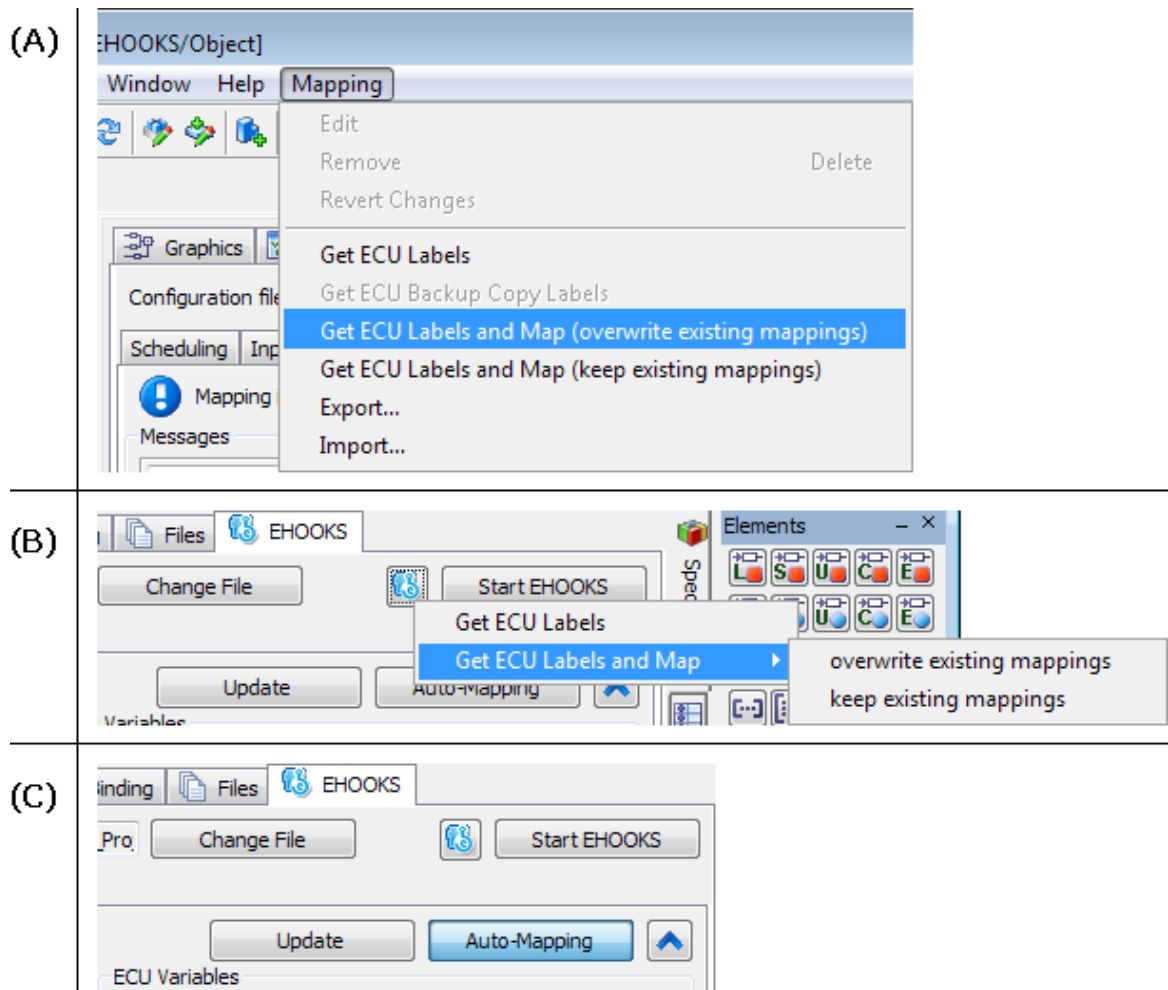 (A)
EHOOKS/Object]
Window Help Mapping
Edit
Remove Delete
Revert Changes
Graphics
Get ECU Labels
Configuration file
Get ECU Backup Copy Labels
Get ECU Labels and Map (overwrite existing mappings)
Scheduling Inp
Get ECU Labels and Map (keep existing mappings)
Mapping
Export...
Messages
Import...
(B)
Files EHOOKS Elements
Change File Start EHOOKS Spec
L S U C E
Get ECU Labels
U C E
Get ECU Labels and Map overwrite existing mappings
Update Auto-Mapping
keep existing mappings
Variables
(C)
inding Files EHOOKS
_Pro Change File Start EHOOKS
Update Auto-Mapping
ECU Variables